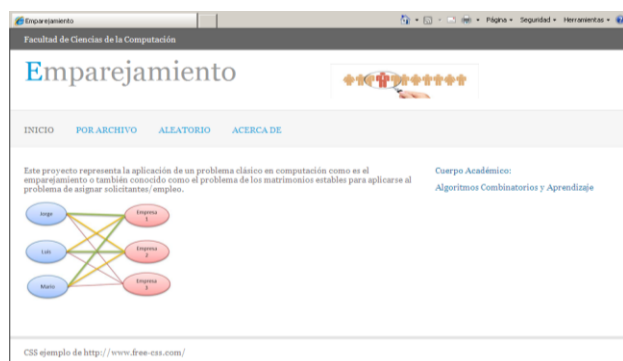 Emparejamiento
Página Seguridad Herramientas
Facultad de Ciencias de la Computación
Emparejamiento
INICIO POR ARCHIVO ALEATORIO ACERCA DE
Este proyecto representa la aplicación de un problema clásico en computación como es el
emparejamiento o también conocido como el problema de los matrimonios estables para aplicarse al
problema de asignar solicitantes/empleo.
Cuerpo Académico:
Algoritmos Combinatorios y Aprendizaje
Jorge
Empresa
1
Luis
Empresa
2
María
Empresa
3
CSS ejemplo de http://www.free-css.com/